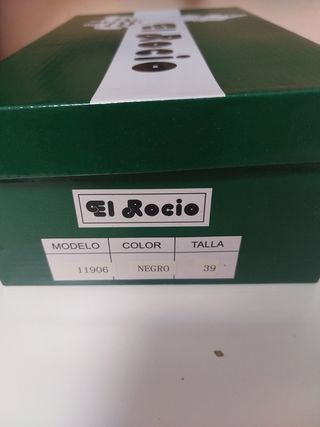 El Rocio
El Rocio
MODELO COLOR TALLA
11906 NEGRO 39